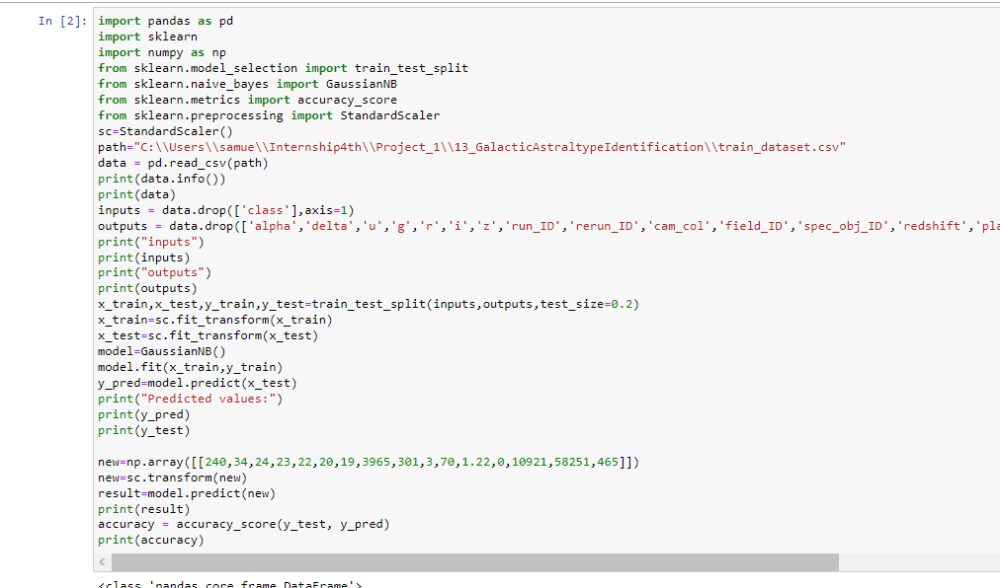 In [2]:
import pandas as pd
import sklearn
import numpy as np
from sklearn.model_selection import train_test_split
from sklearn.naive_bayes import GaussianNB
from sklearn.metrics import accuracy_score
from sklearn.preprocessing import StandardScaler
sc=StandardScaler()
path="C:\\Users\\samue\\Internship4th\\Project_1\\13_GalacticAstraltypeIdentification\\train_dataset.csv"
data = pd.read_csv(path)
print(data.info())
print(data)
inputs = data.drop(['class'],axis=1)
outputs = data.drop(['alpha','delta','u','g','r','i','z','run_ID','rerun_ID','cam_col','field_ID','spec_obj_ID','redshift','pla
print("inputs")
print(inputs)
print("outputs")
print(outputs)
x_train,x_test,y_train,y_test=train_test_split(inputs,outputs,test_size=0.2)
x_train=sc.fit_transform(x_train)
x_test=sc.fit_transform(x_test)
model=GaussianNB()
model.fit(x_train,y_train)
y_pred=model.predict(x_test)
print("Predicted values:")
print(y_pred)
print(y_test)
new=np.array([[240,34,24,23,22,20,19,3965,301,3,70,1.22,0,10921,58251,465]])
new=sc.transform(new)
result=model.predict(new)
print(result)
accuracy = accuracy_score(y_test, y_pred)
print(accuracy)
<class 'pandas.core.frame.DataFrame'>